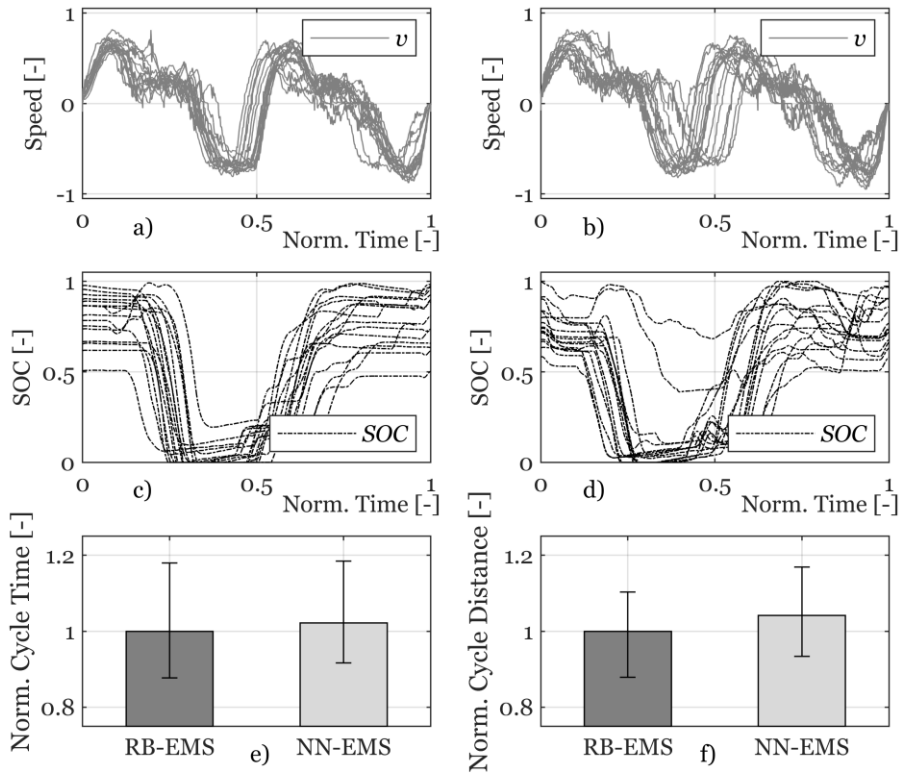 1
0
-1
Speed [-]
v
0
0.5
1
a)
Norm. Time [-]
1
0
-1
Speed [-]
v
0
0.5
1
b)
Norm. Time [-]
1
0.5
0
SOC [-]
SOC
0
0.5
1
c)
Norm. Time [-]
1
0.5
0
SOC [-]
SOC
0
0.5
1
d)
Norm. Time [-]
1.2
1
0.8
Norm. Cycle Time [-]
RB-EMS
NN-EMS
e)
1.2
1
0.8
Norm. Cycle Distance [-]
RB-EMS
NN-EMS
f)